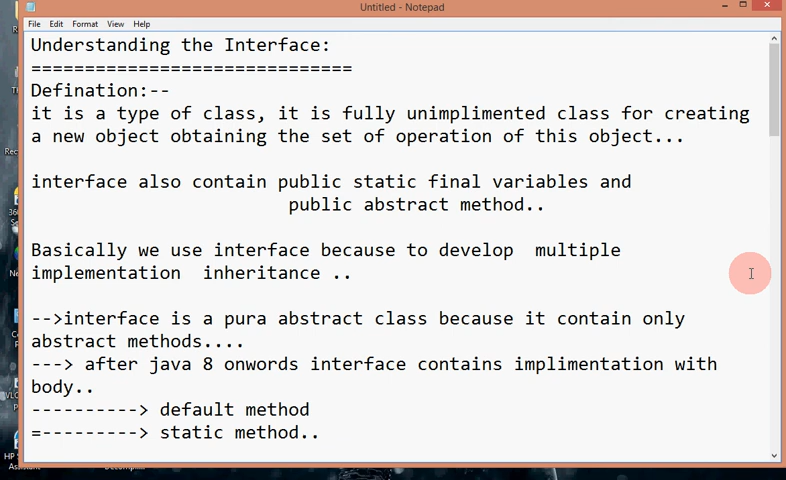 Untitled - Notepad
File Edit Format View Help
Understanding the Interface:
==============================
Defination:--
it is a type of class, it is fully unimplimented class for creating
a new object obtaining the set of operation of this object...
interface also contain public static final variables and
public abstract method..
Basically we use interface because to develop multiple
implementation inheritance ..
-->interface is a pura abstract class because it contain only
abstract methods....
---> after java 8 onwords interface contains implimentation with
body..
----------> default method
=---------> static method..